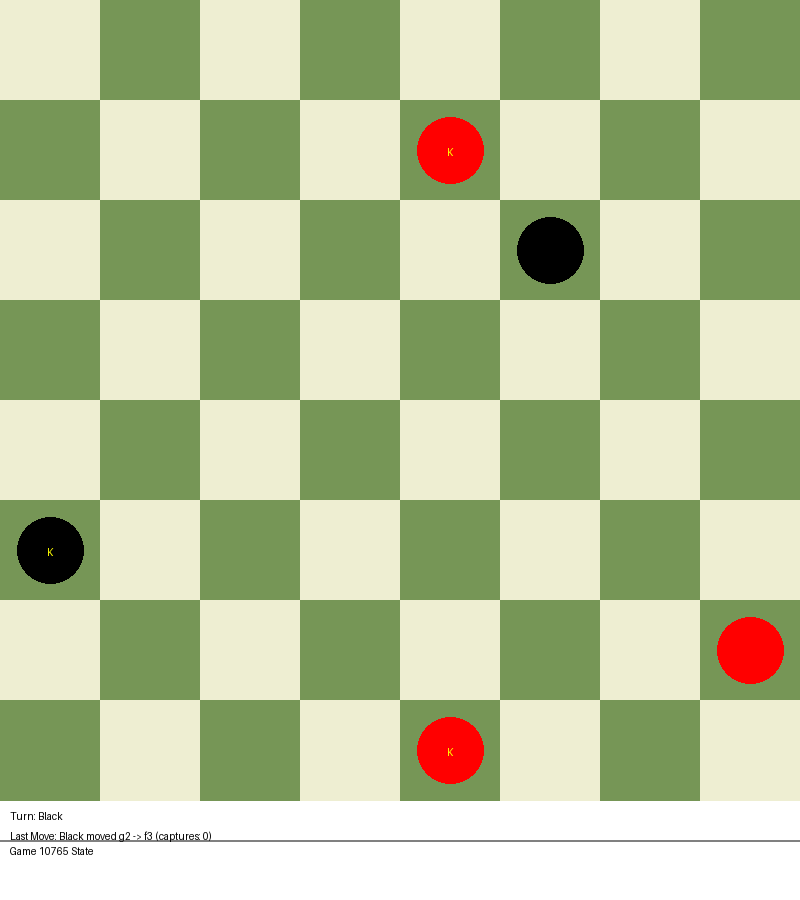 K
K
K
Turn: Black
Last Move: Black moved g2 -> f3 (captures: 0)
Game 10765 State